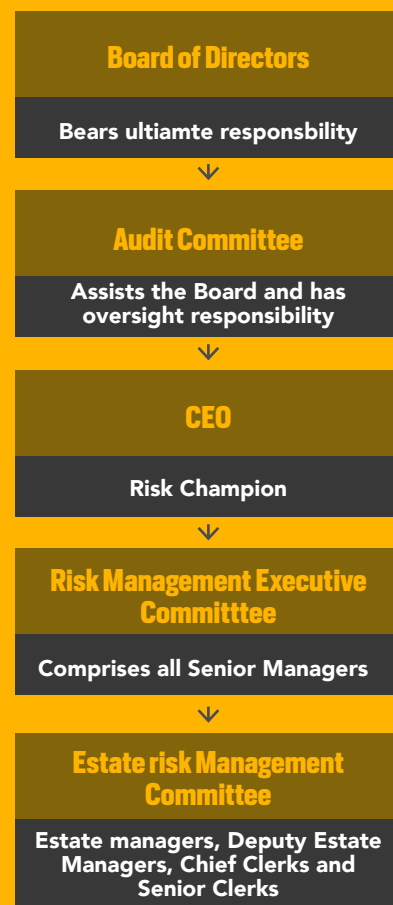 Board of Directors
Bears ultiamte responsbility
Audit Committee
Assists the Board and has
oversight responsibility
CEO
Risk Champion
Risk Management Executive
Committtee
Comprises all Senior Managers
Estate risk Management
Committee
Estate managers, Deputy Estate
Managers, Chief Clerks and
Senior Clerks